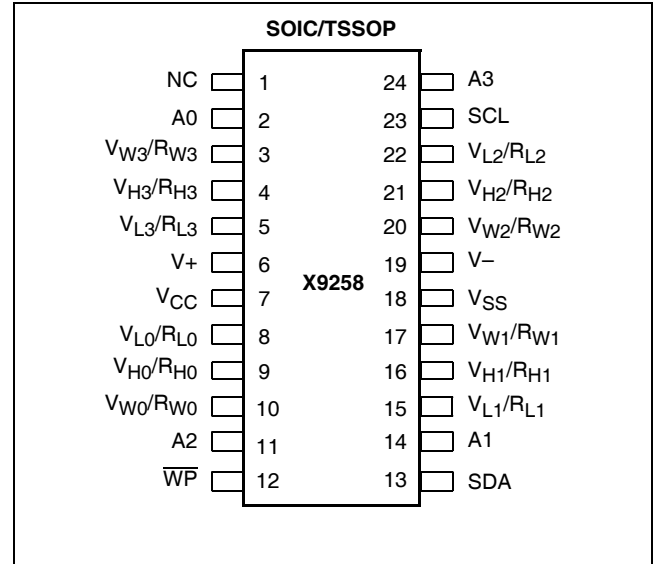 SOIC/TSSOP
NC 1 24 A3
A0 2 23 SCL
VW3/RW3 3 22 VL2/RL2
VH3/RH3 4 21 VH2/RH2
VL3/RL3 5 20 VW2/RW2
V+ 6 19 V–
X9258
VCC 7 18 VSS
VL0/RL0 8 17 VW1/RW1
VH0/RH0 9 16 VH1/RH1
VW0/RW0 10 15 VL1/RL1
A2 11 14 A1
W̅P̅ 12 13 SDA